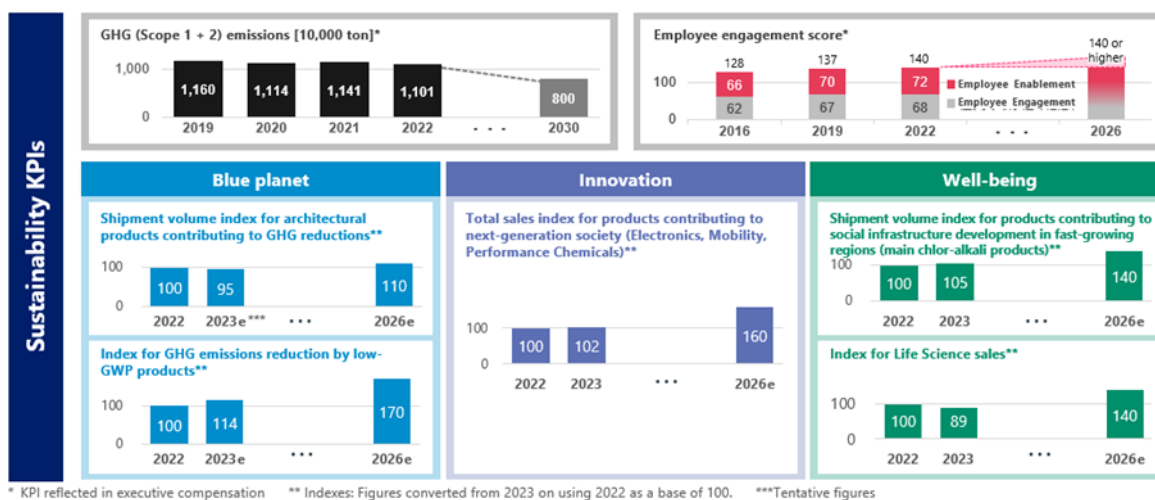 Sustainability KPIs
GHG (Scope 1 + 2) emissions [10,000 ton]*
1,000
0
1,160
1,114
1,141
1,101
800
2019
2020
2021
2022
· · ·
2030
Employee engagement score*
128
137
140
140 or
higher
100
0
66
70
72
62
67
68
Employee Enablement
Employee Engagement
2016
2019
2022
· · ·
2026
Blue planet
Shipment volume index for architectural
products contributing to GHG reductions**
100
0
100
95
110
2022
2023e***
···
2026e
Index for GHG emissions reduction by low-
GWP products**
100
0
100
114
170
2022
2023e
···
2026e
Innovation
Total sales index for products contributing to
next-generation society (Electronics, Mobility,
Performance Chemicals)**
100
0
100
102
160
2022
2023
···
2026e
Well-being
Shipment volume index for products contributing to
social infrastructure development in fast-growing
regions (main chlor-alkali products)**
100
0
100
105
140
2022
2023
···
2026e
Index for Life Science sales**
100
0
100
89
140
2022
2023
···
2026e
* KPI reflected in executive compensation ** Indexes: Figures converted from 2023 on using 2022 as a base of 100. ***Tentative figures